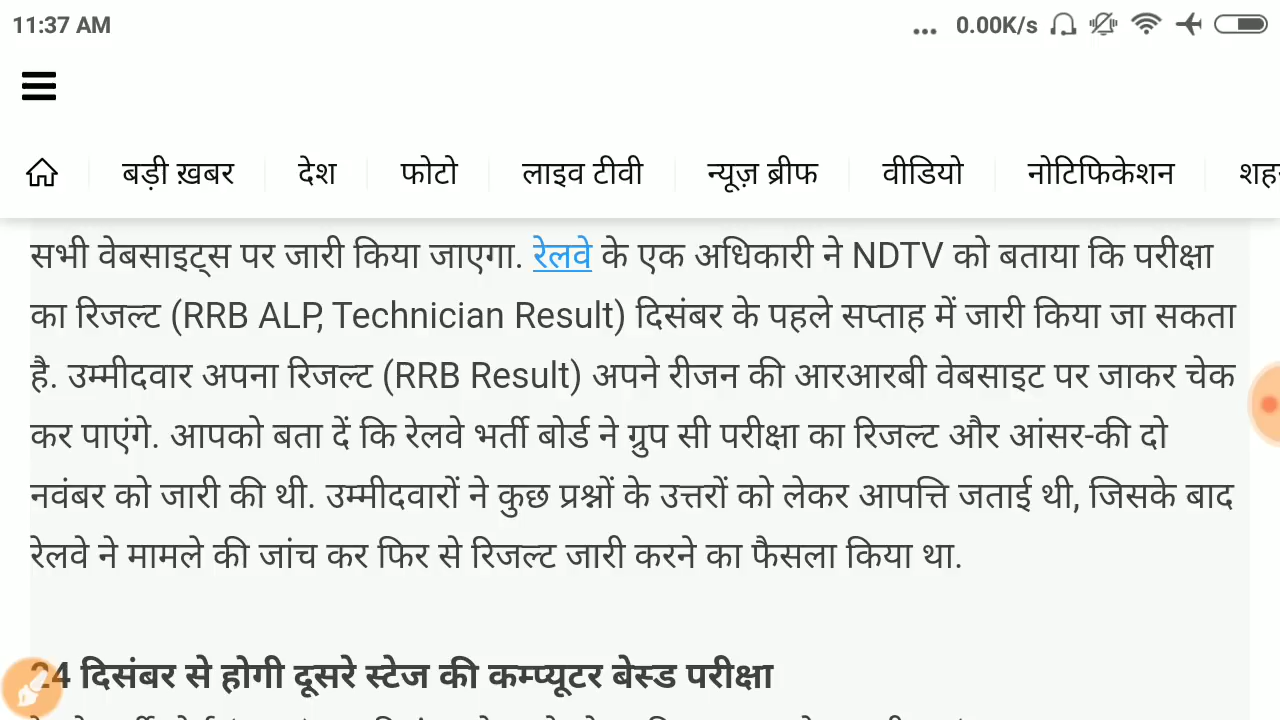 11:37 AM ... 0.00K/s
बड़ी ख़बर देश फोटो लाइव टीवी न्यूज़ ब्रीफ वीडियो नोटिफिकेशन
सभी वेबसाइट्स पर जारी किया जाएगा. रेलवे के एक अधिकारी ने NDTV को बताया कि परीक्षा
का रिजल्ट (RRB ALP, Technician Result) दिसंबर के पहले सप्ताह में जारी किया जा सकता
है. उम्मीदवार अपना रिजल्ट (RRB Result) अपने रीजन की आरआरबी वेबसाइट पर जाकर चेक
कर पाएंगे. आपको बता दें कि रेलवे भर्ती बोर्ड ने ग्रुप सी परीक्षा का रिजल्ट और आंसर-की दो
नवंबर को जारी की थी. उम्मीदवारों ने कुछ प्रश्नों के उत्तरों को लेकर आपत्ति जताई थी, जिसके बाद
रेलवे ने मामले की जांच कर फिर से रिजल्ट जारी करने का फैसला किया था.
24 दिसंबर से होगी दूसरे स्टेज की कम्प्यूटर बेस्ड परीक्षा